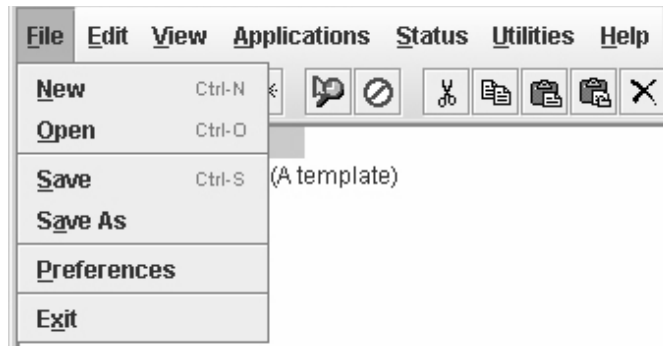 File Edit View Applications Status Utilities Help
New Ctrl-N
Open Ctrl-O
Save Ctrl-S (A template)
Save As
Preferences
Exit